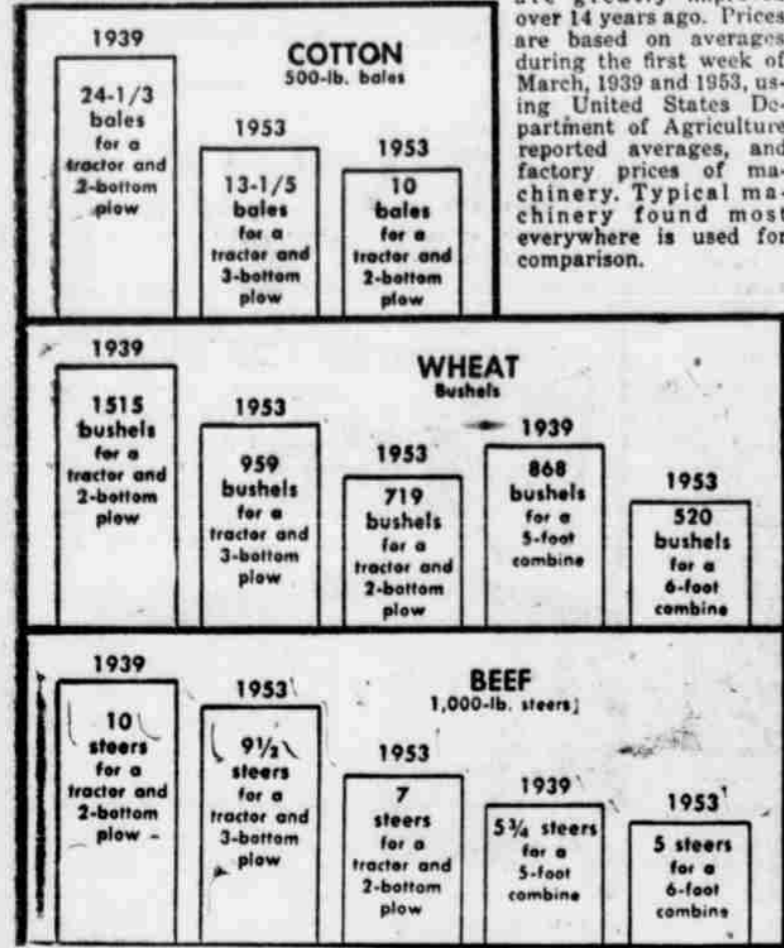 are greatly improved
over 14 years ago. Prices
are based on averages
during the first week of
March, 1939 and 1953, us-
ing United States De-
partment of Agriculture
reported averages, and
factory prices of ma-
chinery. Typical ma-
chinery found most
everywhere is used for
comparison.
COTTON
500-lb. bales
1939
24-1/3
bales
for a
tractor and
2-bottom
plow
1953
13-1/5
bales
for a
tractor and
3-bottom
plow
1953
10
bales
for a
tractor and
2-bottom
plow
WHEAT
Bushels
1939
1515
bushels
for a
tractor and
2-bottom
plow
1953
959
bushels
for a
tractor and
3-bottom
plow
1953
719
bushels
for a
tractor and
2-bottom
plow
1939
868
bushels
for a
5-foot
combine
1953
520
bushels
for a
6-foot
combine
BEEF
1,000-lb. steers
1939
10
steers
for a
tractor and
2-bottom
plow
1953
9½
steers
for a
tractor and
3-bottom
plow
1953
7
steers
for a
tractor and
2-bottom
plow
1939
5¾ steers
for a
5-foot
combine
1953
5 steers
for a
6-foot
combine